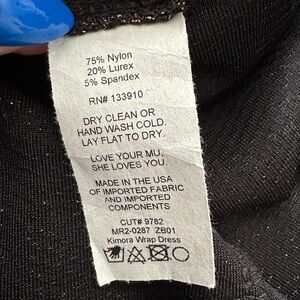 75% Nylon
20% Lurex
5% Spandex
RN# 133910
DRY CLEAN OR
HAND WASH COLD.
LAY FLAT TO DRY.
LOVE YOUR MU,
SHE LOVES YOU.
MADE IN THE USA
OF IMPORTED FABRIC
AND IMPORTED
COMPONENTS
CUT# 9782
MR2-0287 ZB01
Kimora Wrap Dress